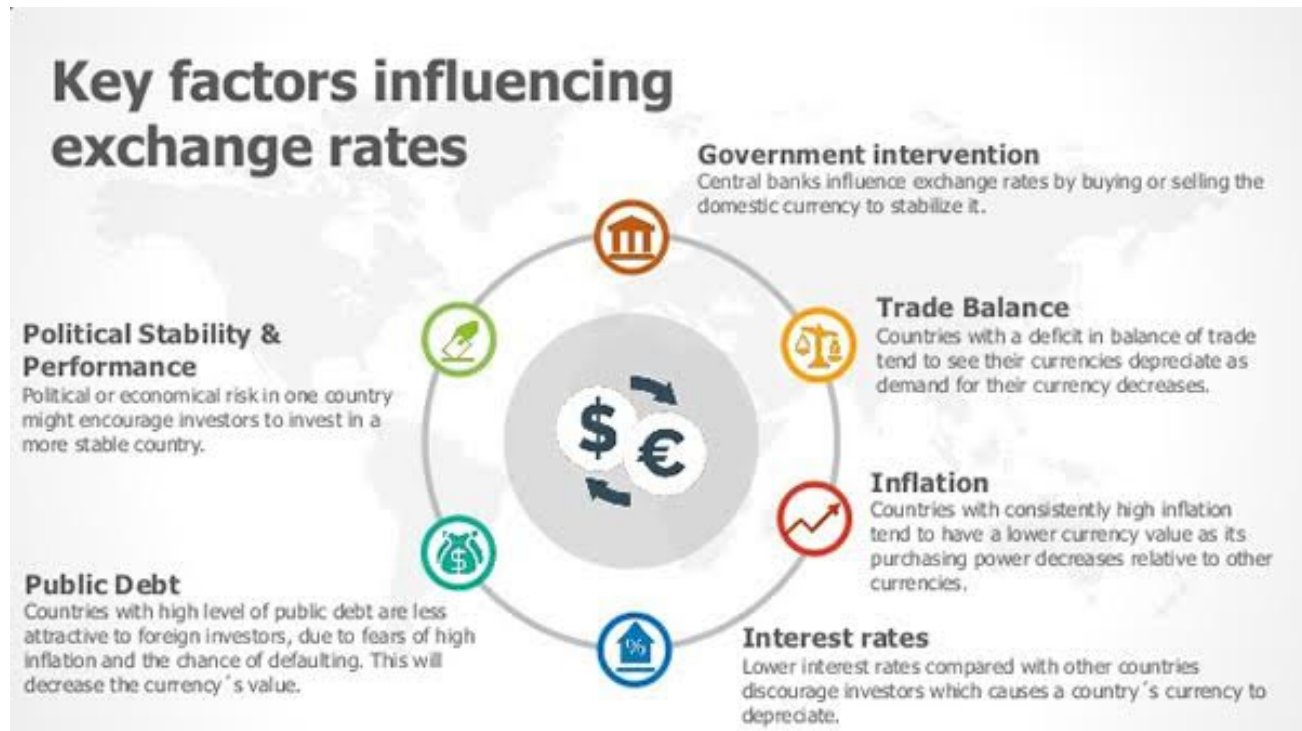 Key factors influencing
exchange rates
Government intervention
Central banks influence exchange rates by buying or selling the
domestic currency to stabilize it.
Trade Balance
Countries with a deficit in balance of trade
tend to see their currencies depreciate as
demand for their currency decreases.
Inflation
Countries with consistently high inflation
tend to have a lower currency value as its
purchasing power decreases relative to other
currencies.
Interest rates
Lower interest rates compared with other countries
discourage investors which causes a country´s currency to
depreciate.
Public Debt
Countries with high level of public debt are less
attractive to foreign investors, due to fears of high
inflation and the chance of defaulting. This will
decrease the currency´s value.
Political Stability &
Performance
Political or economical risk in one country
might encourage investors to invest in a
more stable country.
$
€
$
%